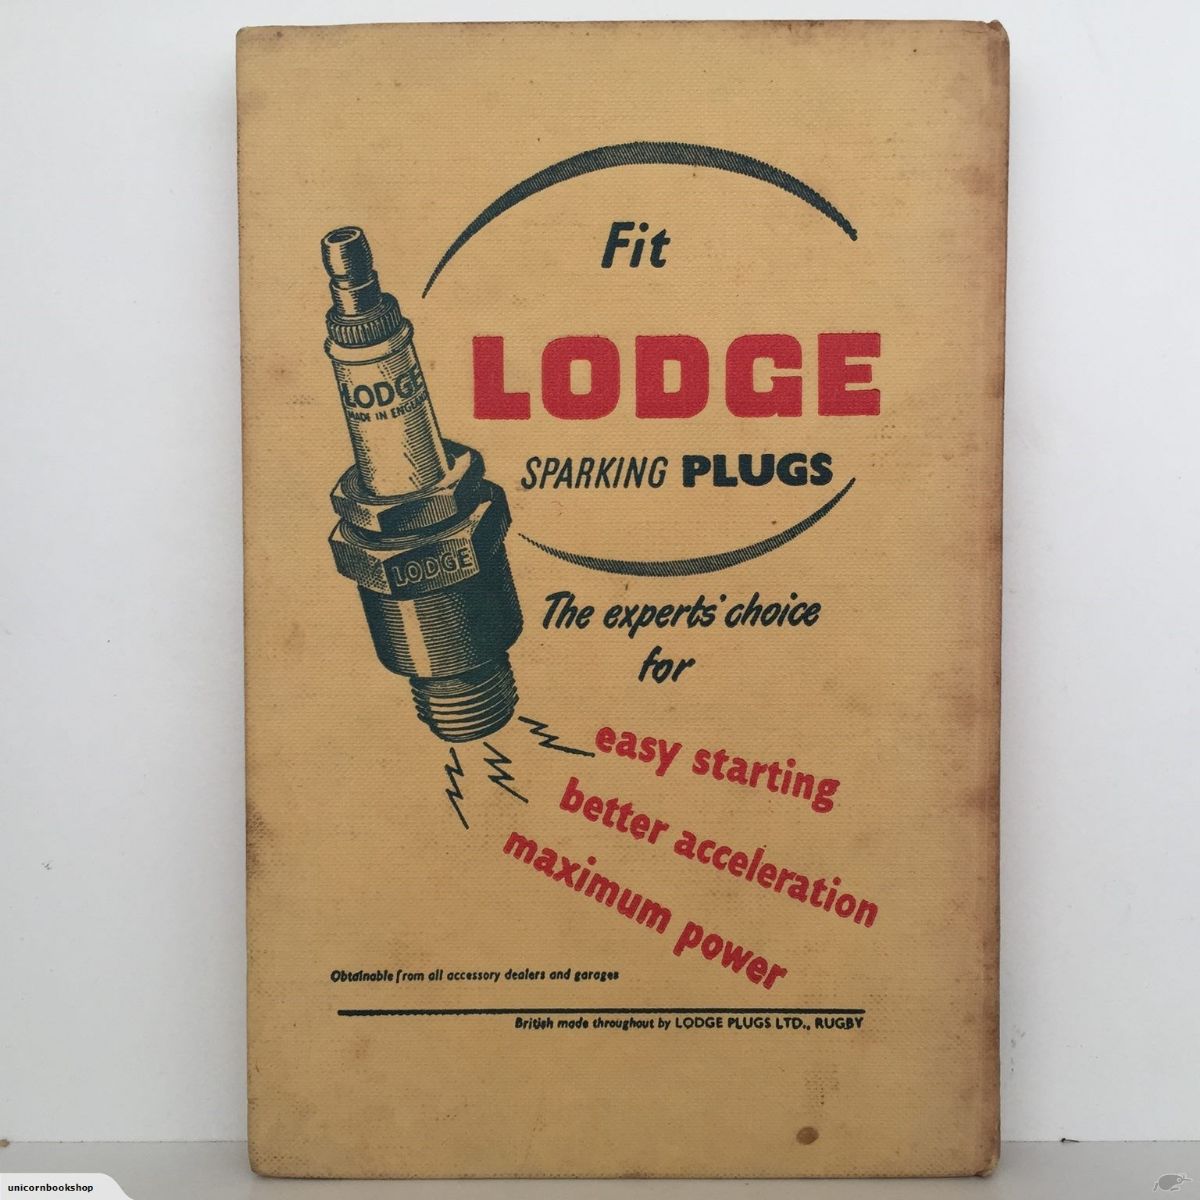 Fit
LODGE
SPARKING PLUGS
LODGE
MADE IN ENGLAND
LODGE
The experts' choice
for
easy starting
better acceleration
maximum power
Obtainable from all accessory dealers and garages
British made throughout by LODGE PLUGS LTD., RUGBY
unicornbookshop